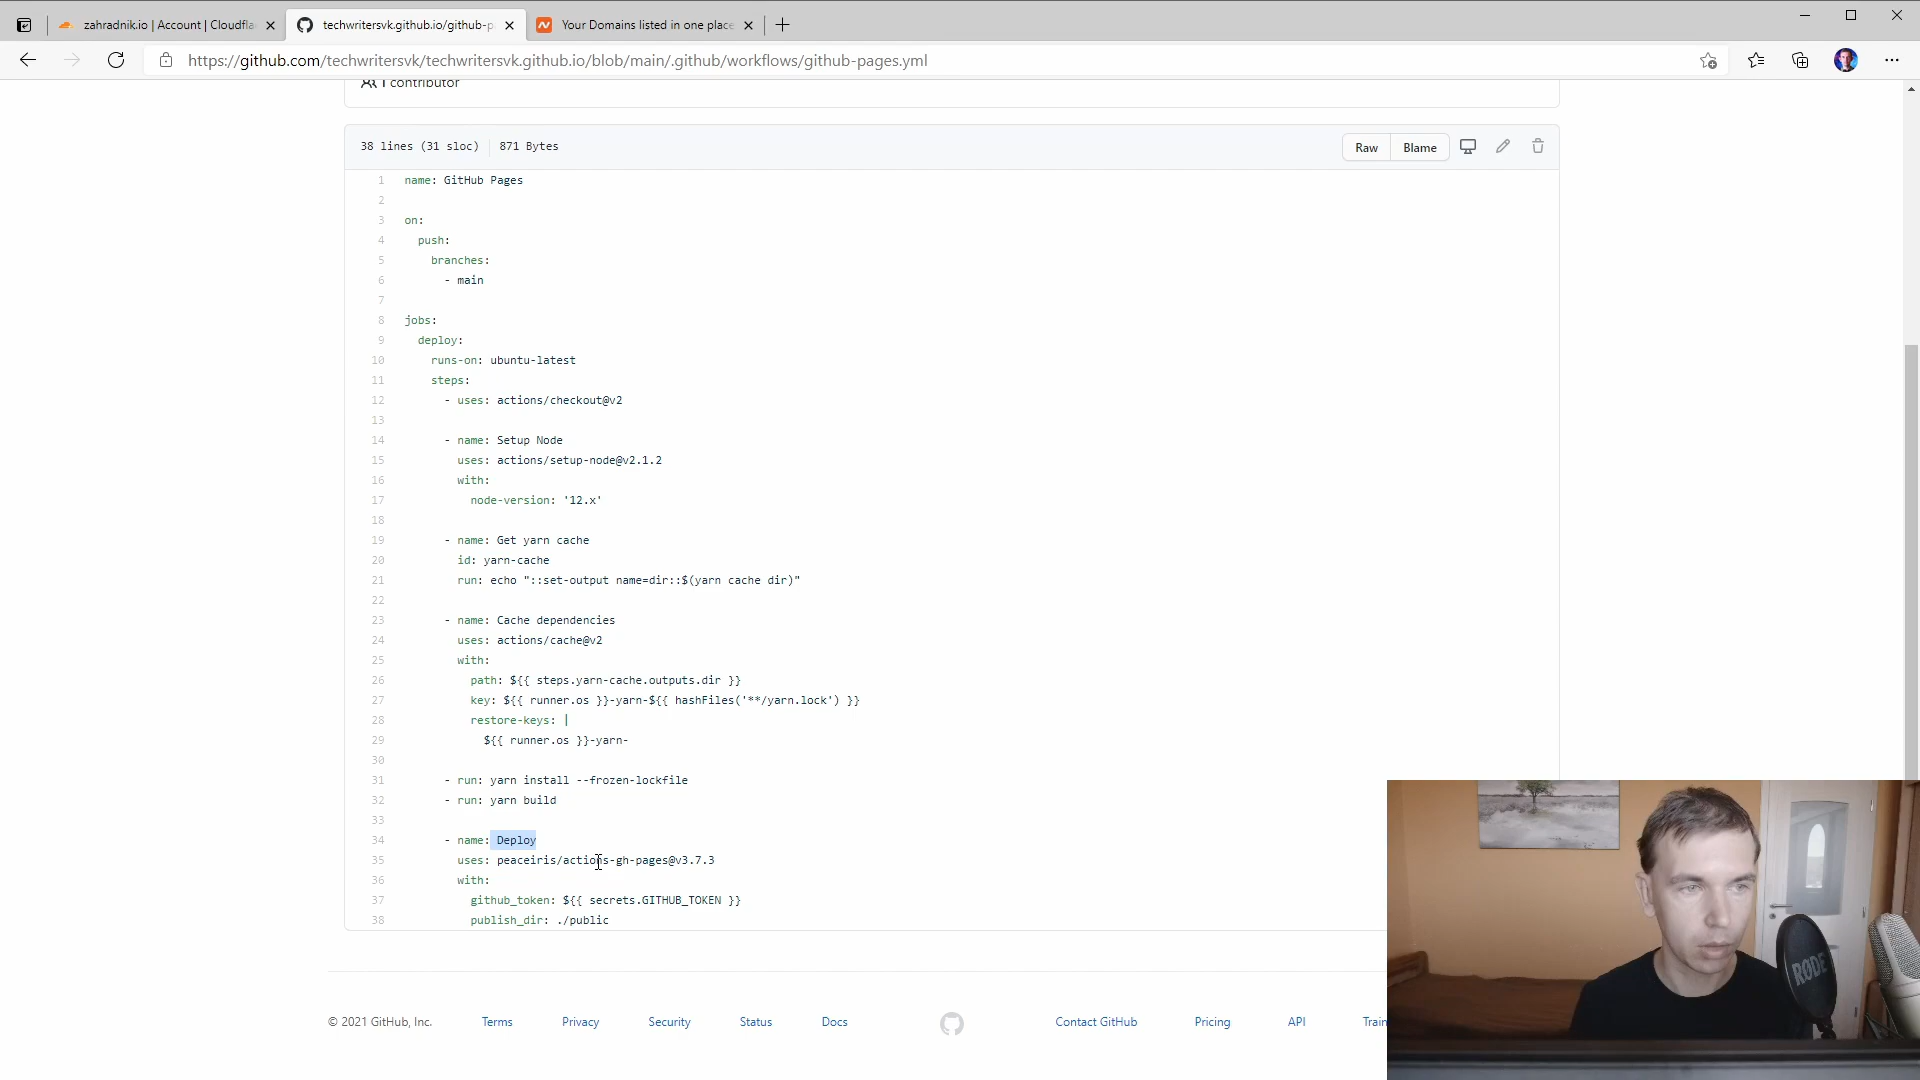 zahradnik.io | Account | Cloudfla
techwritersvk.github.io/github-p
Your Domains listed in one place
https://github.com/techwritersvk/techwritersvk.github.io/blob/main/.github/workflows/github-pages.yml
1 contributor
38 lines (31 sloc) 871 Bytes
Raw Blame
1 name: GitHub Pages
2
3 on:
4 push:
5 branches:
6 - main
7
8 jobs:
9 deploy:
10 runs-on: ubuntu-latest
11 steps:
12 - uses: actions/checkout@v2
13
14 - name: Setup Node
15 uses: actions/setup-node@v2.1.2
16 with:
17 node-version: '12.x'
18
19 - name: Get yarn cache
20 id: yarn-cache
21 run: echo "::set-output name=dir::$(yarn cache dir)"
22
23 - name: Cache dependencies
24 uses: actions/cache@v2
25 with:
26 path: ${{ steps.yarn-cache.outputs.dir }}
27 key: ${{ runner.os }}-yarn-${{ hashFiles('**/yarn.lock') }}
28 restore-keys: |
29 ${{ runner.os }}-yarn-
30
31 - run: yarn install --frozen-lockfile
32 - run: yarn build
33
34 - name: Deploy
35 uses: peaceiris/actions-gh-pages@v3.7.3
36 with:
37 github_token: ${{ secrets.GITHUB_TOKEN }}
38 publish_dir: ./public
© 2021 GitHub, Inc. Terms Privacy Security Status Docs Contact GitHub Pricing API Train
RØDE